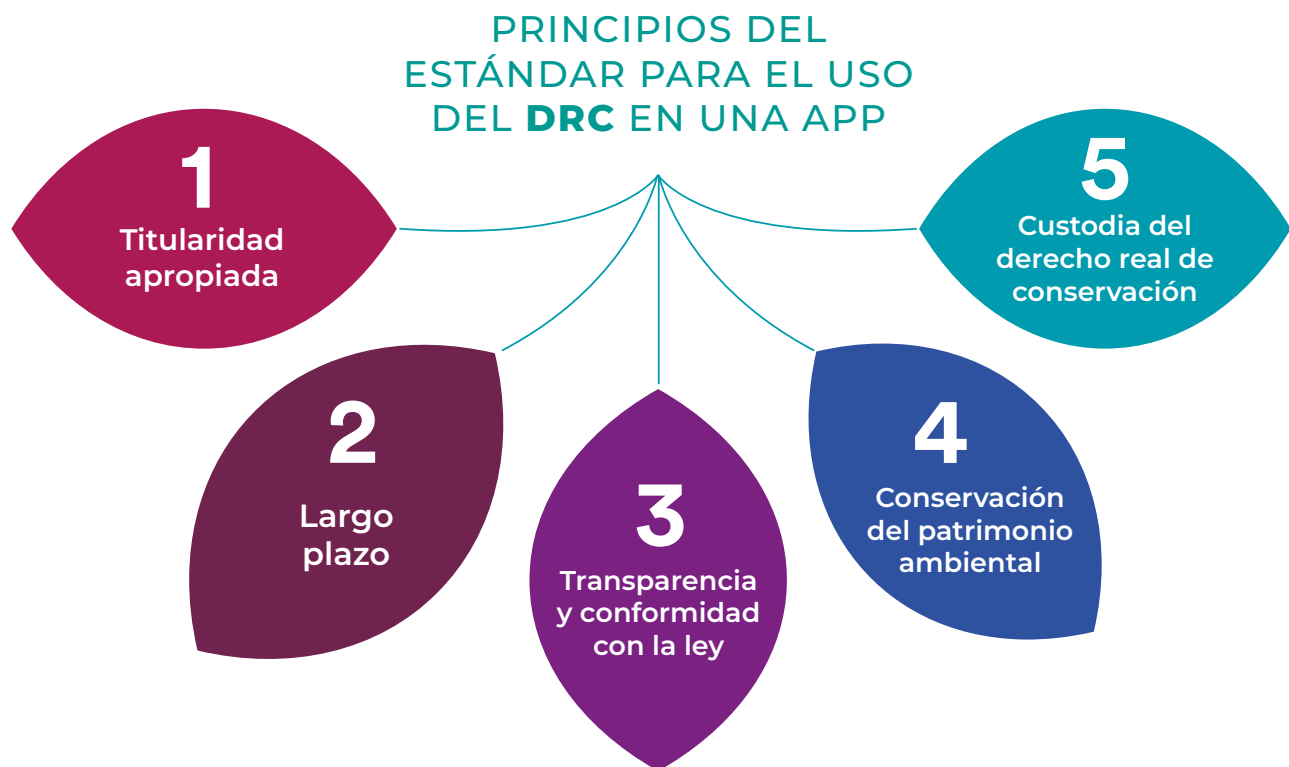 PRINCIPIOS DEL
ESTÁNDAR PARA EL USO
DEL DRC EN UNA APP
1
Titularidad
apropiada
2
Largo
plazo
3
Transparencia
y conformidad
con la ley
4
Conservación
del patrimonio
ambiental
5
Custodia del
derecho real de
conservación